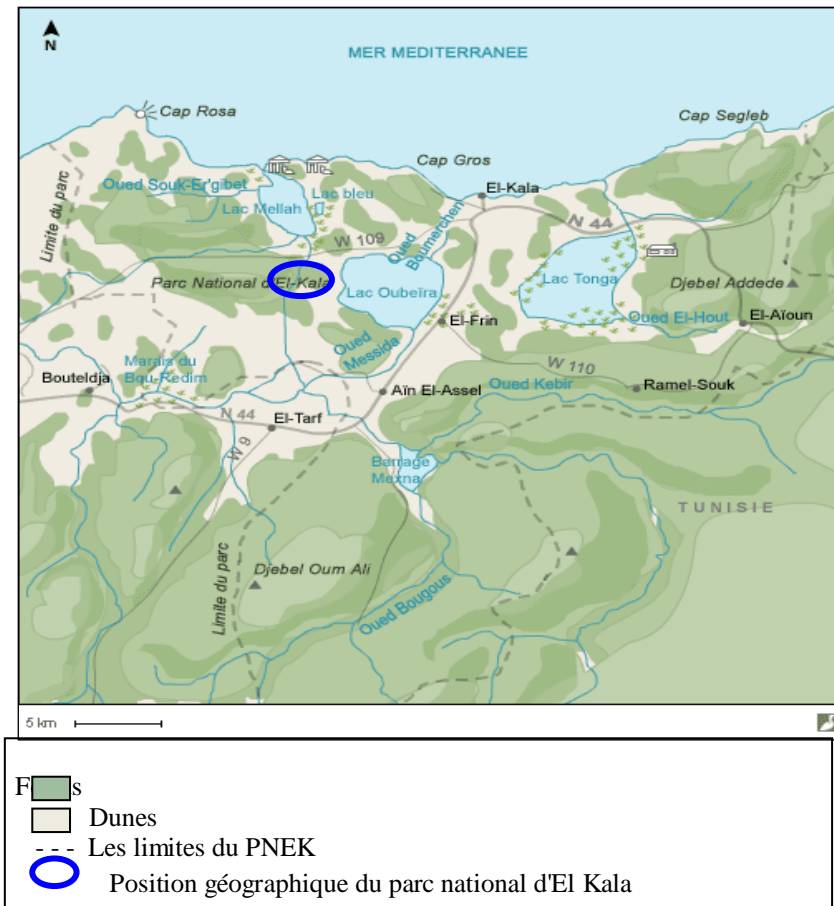 N
MER MEDITERRANEE
Cap Rosa
Cap Segleb
Cap Gros
Oued Souk-Er'gibet
Lac bleu
El-Kala
Lac Mellah
Limite du parc
Oued Boumerchen
N 44
W 109
Parc National d'El-Kala
Lac Oubeïra
Lac Tonga
Djebel Addede
El-Frin
Oued El-Hout
El-Aïoun
Oued Messida
Marais du
Bou-Redim
W 110
Bouteldja
Aïn El-Assel
Oued Kebir
Ramel-Souk
N 44
El-Tarf
W 9
Barrage
Mexna
TUNISIE
Limite du parc
Djebel Oum Ali
Oued Bougous
5 km
F s
Dunes
Les limites du PNEK
Position géographique du parc national d'El Kala